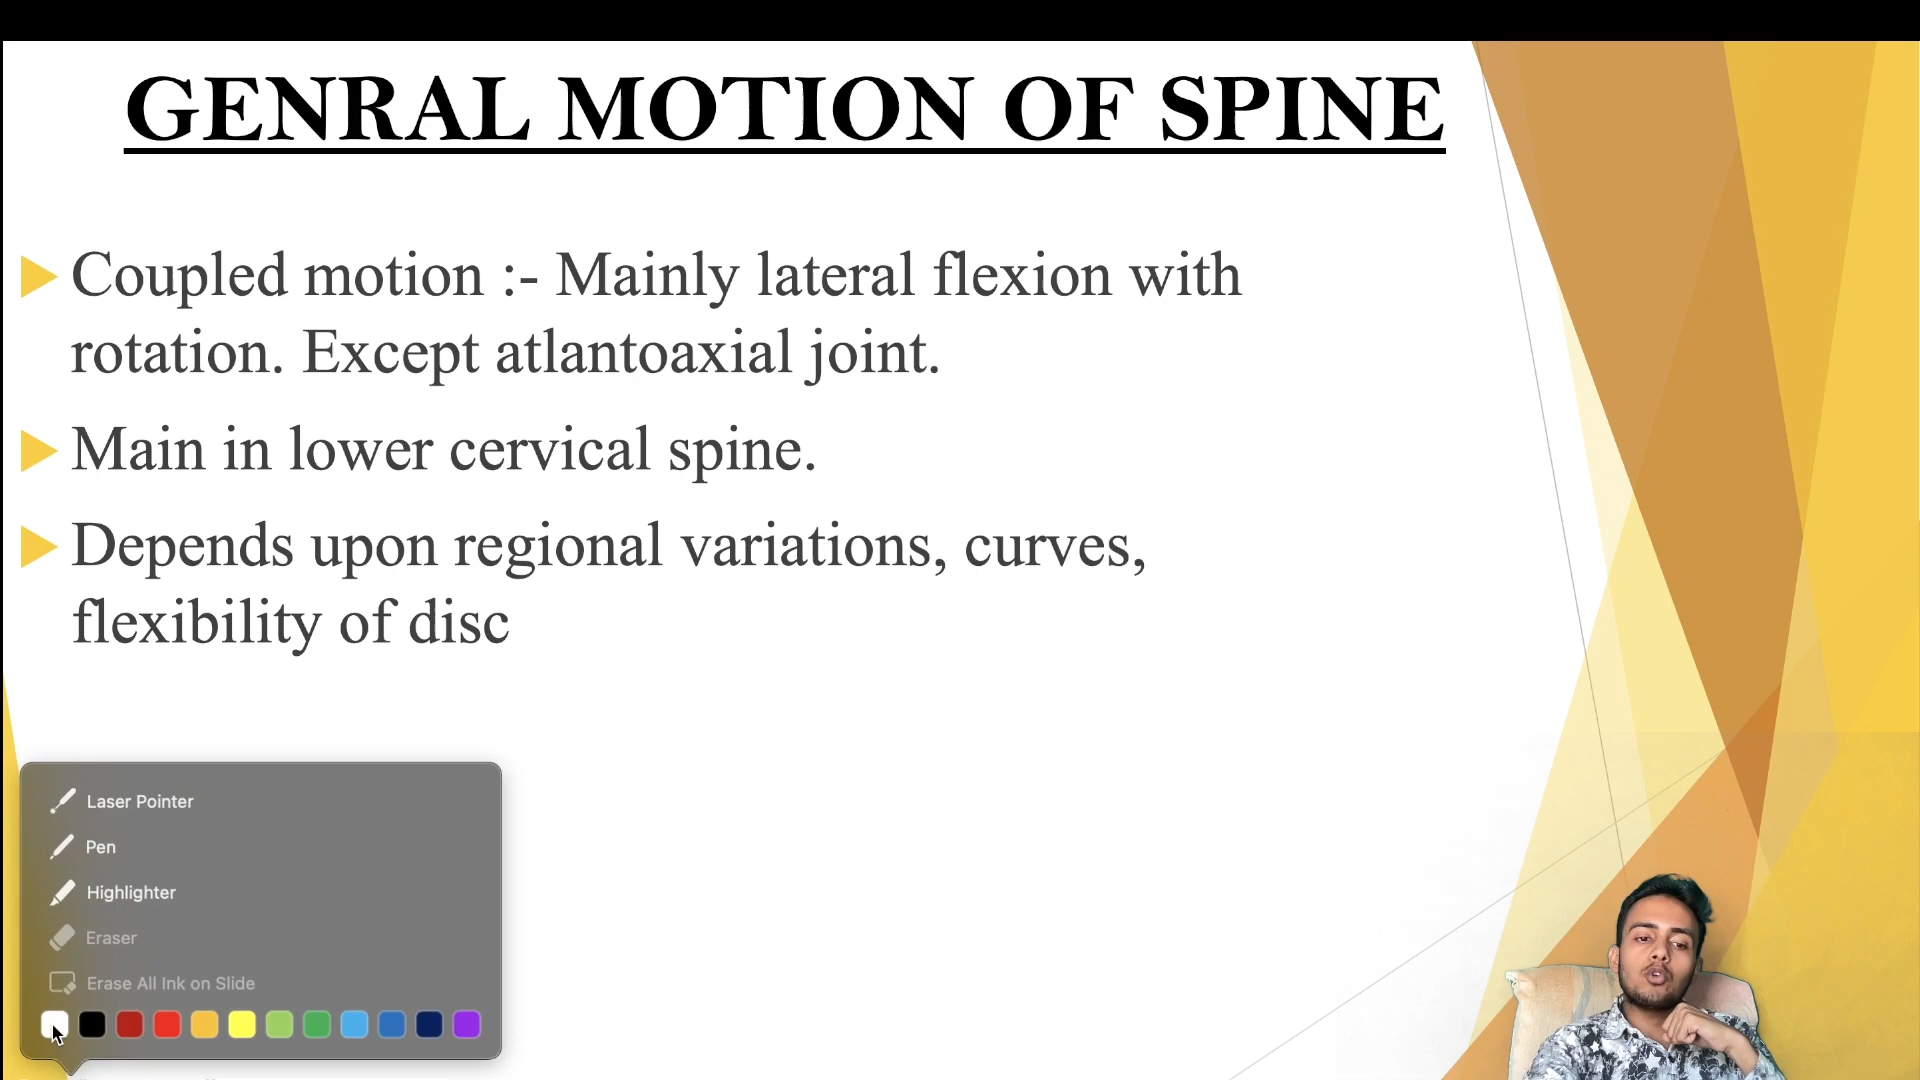 GENRAL MOTION OF SPINE
Coupled motion :- Mainly lateral flexion with
rotation. Except atlantoaxial joint.
Main in lower cervical spine.
Depends upon regional variations, curves,
flexibility of disc
Laser Pointer
Pen
Highlighter
Eraser
Erase All Ink on Slide